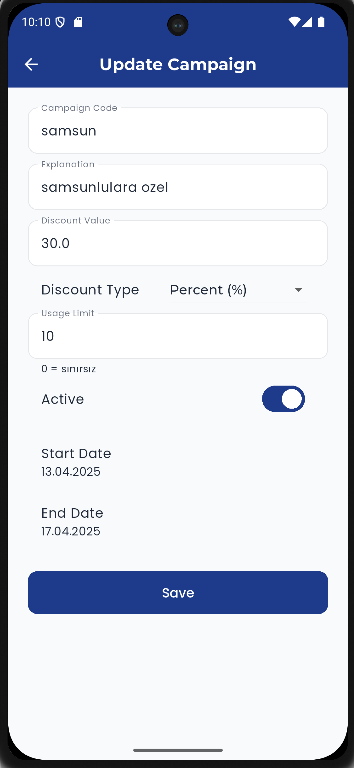 10:10
Update Campaign
Campaign Code
samsun
Explanation
samsunlulara ozel
Discount Value
30.0
Discount Type Percent (%)
Usage Limit
10
0 = sınırsız
Active
Start Date
13.04.2025
End Date
17.04.2025
Save